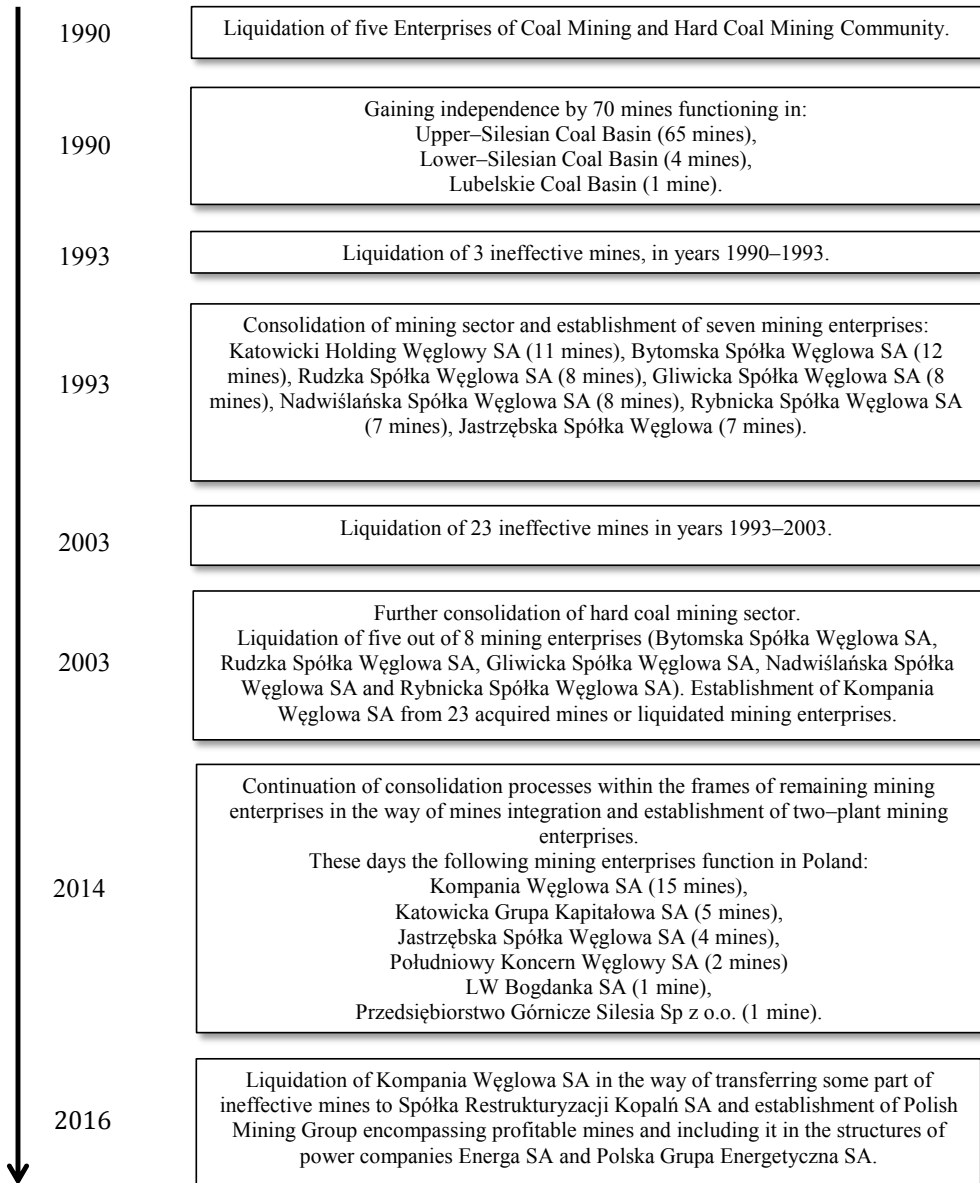 1990
Liquidation of five Enterprises of Coal Mining and Hard Coal Mining Community.
1990
Gaining independence by 70 mines functioning in:
Upper–Silesian Coal Basin (65 mines),
Lower–Silesian Coal Basin (4 mines),
Lubelskie Coal Basin (1 mine).
1993
Liquidation of 3 ineffective mines, in years 1990–1993.
1993
Consolidation of mining sector and establishment of seven mining enterprises:
Katowicki Holding Węglowy SA (11 mines), Bytomska Spółka Węglowa SA (12
mines), Rudzka Spółka Węglowa SA (8 mines), Gliwicka Spółka Węglowa SA (8
mines), Nadwiślańska Spółka Węglowa SA (8 mines), Rybnicka Spółka Węglowa SA
(7 mines), Jastrzębska Spółka Węglowa (7 mines).
2003
Liquidation of 23 ineffective mines in years 1993–2003.
2003
Further consolidation of hard coal mining sector.
Liquidation of five out of 8 mining enterprises (Bytomska Spółka Węglowa SA,
Rudzka Spółka Węglowa SA, Gliwicka Spółka Węglowa SA, Nadwiślańska Spółka
Węglowa SA and Rybnicka Spółka Węglowa SA). Establishment of Kompania
Węglowa SA from 23 acquired mines or liquidated mining enterprises.
2014
Continuation of consolidation processes within the frames of remaining mining
enterprises in the way of mines integration and establishment of two–plant mining
enterprises.
These days the following mining enterprises function in Poland:
Kompania Węglowa SA (15 mines),
Katowicka Grupa Kapitałowa SA (5 mines),
Jastrzębska Spółka Węglowa SA (4 mines),
Południowy Koncern Węglowy SA (2 mines)
LW Bogdanka SA (1 mine),
Przedsiębiorstwo Górnicze Silesia Sp z o.o. (1 mine).
2016
Liquidation of Kompania Węglowa SA in the way of transferring some part of
ineffective mines to Spółka Restrukturyzacji Kopalń SA and establishment of Polish
Mining Group encompassing profitable mines and including it in the structures of
power companies Energa SA and Polska Grupa Energetyczna SA.